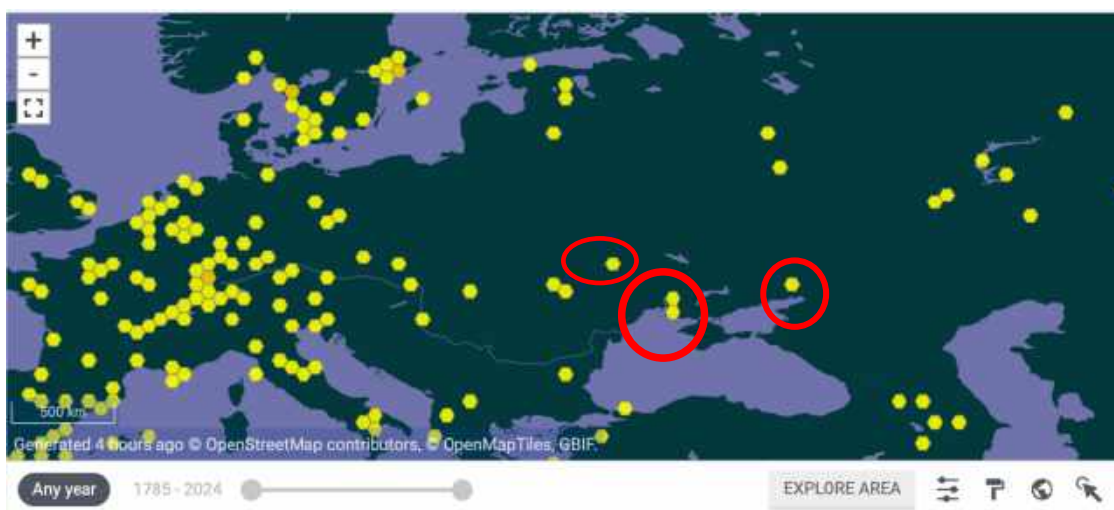 +
-
500 km
Generated 4 hours ago © OpenStreetMap contributors, © OpenMapTiles, GBIF.
Any year
1785 - 2024
EXPLORE AREA